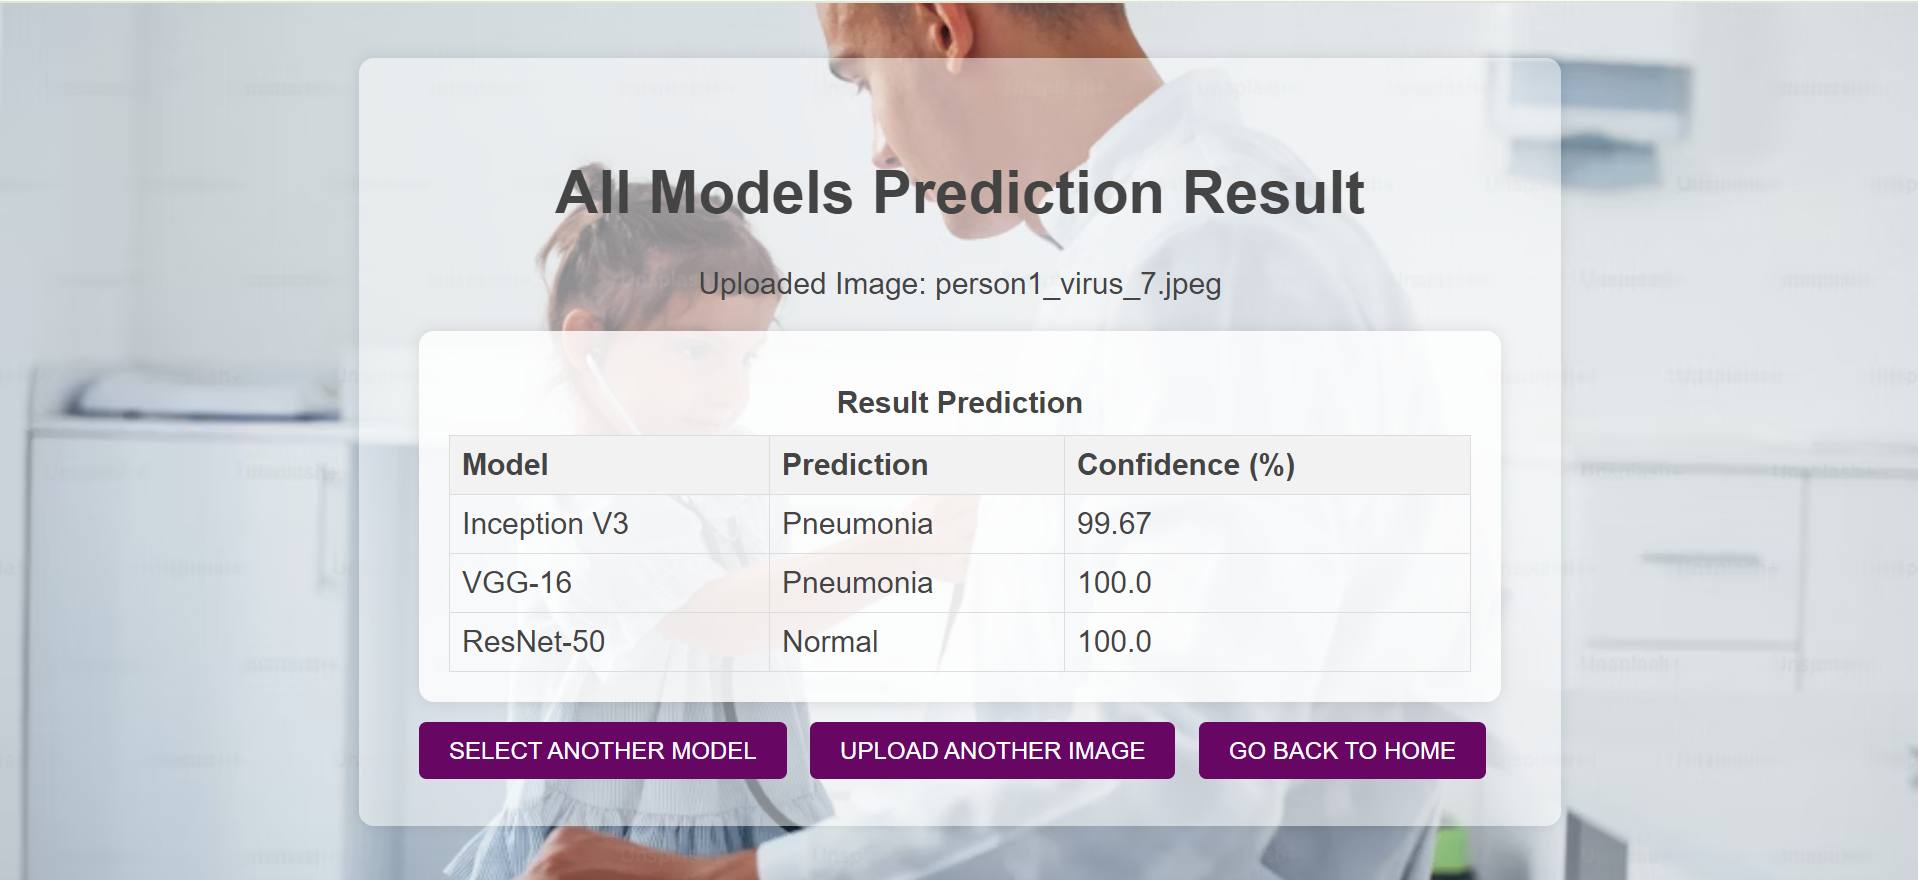 All Models Prediction Result
Uploaded Image: person1_virus_7.jpeg
Result Prediction
Model Prediction Confidence (%)
Inception V3 Pneumonia 99.67
VGG-16 Pneumonia 100.0
ResNet-50 Normal 100.0
SELECT ANOTHER MODEL UPLOAD ANOTHER IMAGE GO BACK TO HOME